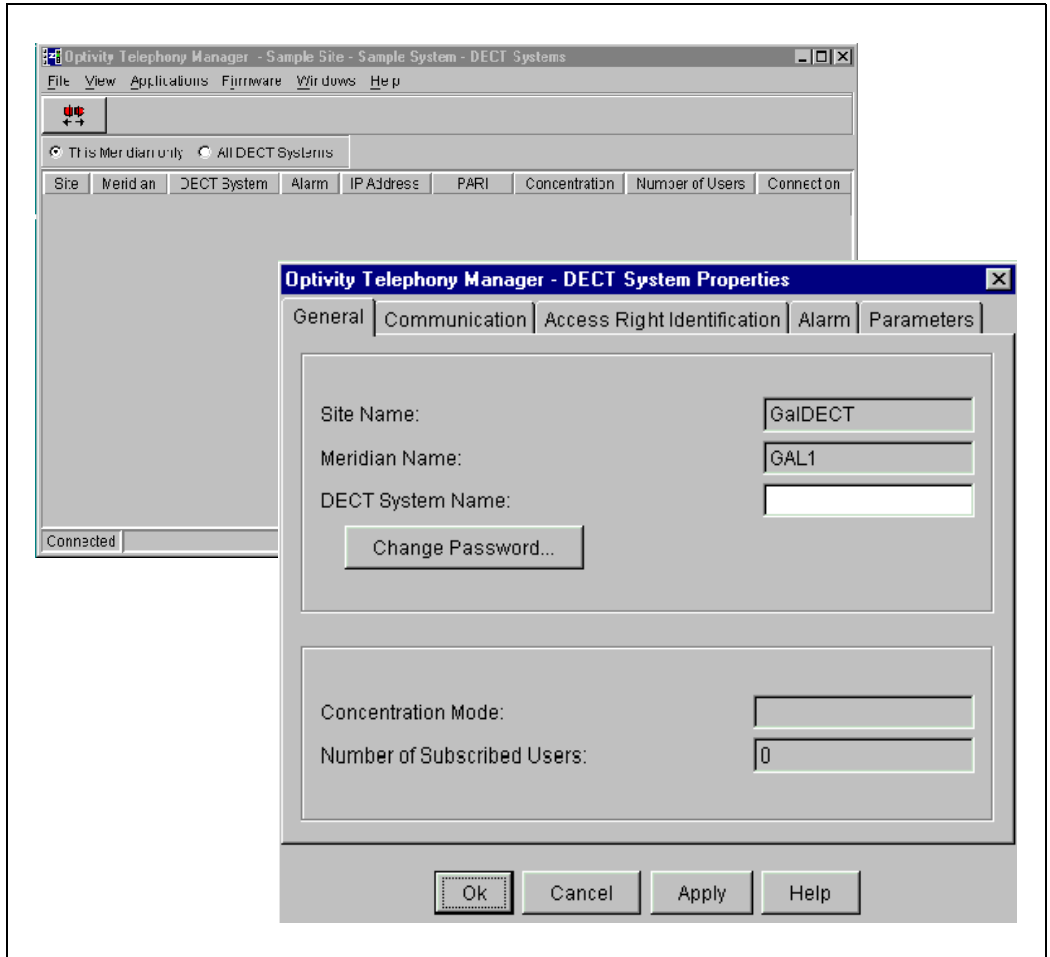 Optivity Telephony Manager - Sample Site - Sample System - DECT Systems
File View Applications Firmware Windows Help
This Meridian only All DECT Systems
Site Meridian DECT System Alarm IP Address PARI Concentration Number of Users Connection
Connected
Optivity Telephony Manager - DECT System Properties
General Communication Access Right Identification Alarm Parameters
Site Name: GalDECT
Meridian Name: GAL1
DECT System Name:
Change Password...
Concentration Mode:
Number of Subscribed Users: 0
Ok Cancel Apply Help